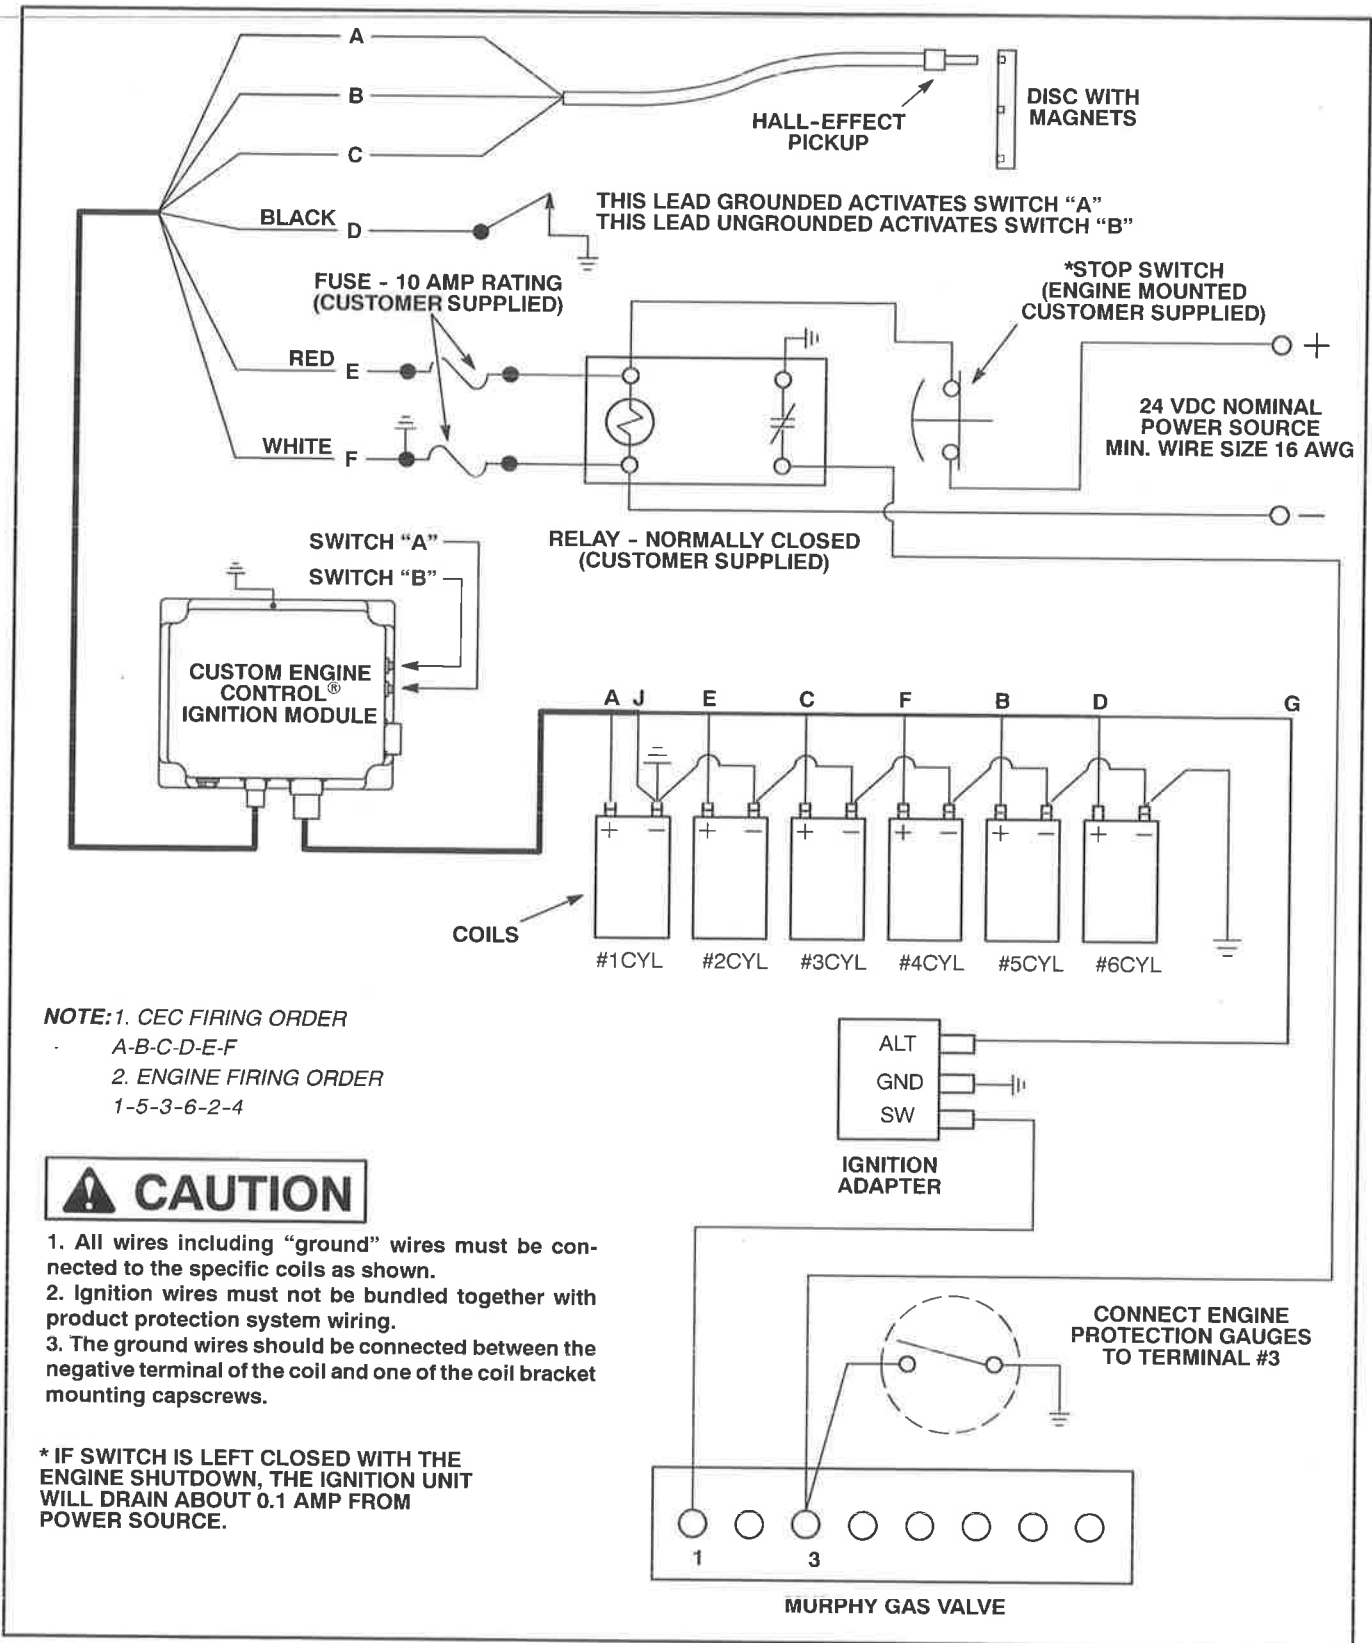 A
B
C
HALL-EFFECT
PICKUP
DISC WITH
MAGNETS
BLACK D
THIS LEAD GROUNDED ACTIVATES SWITCH “A”
THIS LEAD UNGROUNDED ACTIVATES SWITCH “B”
FUSE - 10 AMP RATING
(CUSTOMER SUPPLIED)
*STOP SWITCH
(ENGINE MOUNTED
CUSTOMER SUPPLIED)
RED E
+
24 VDC NOMINAL
POWER SOURCE
MIN. WIRE SIZE 16 AWG
WHITE F
−
RELAY - NORMALLY CLOSED
(CUSTOMER SUPPLIED)
SWITCH “A”
SWITCH “B”
CUSTOM ENGINE
CONTROL®
IGNITION MODULE
A J E C F B D G
+ − + − + − + − + − + −
COILS
#1CYL #2CYL #3CYL #4CYL #5CYL #6CYL
NOTE: 1. CEC FIRING ORDER
A-B-C-D-E-F
2. ENGINE FIRING ORDER
1-5-3-6-2-4
ALT
GND
SW
IGNITION
ADAPTER
CAUTION
1. All wires including “ground” wires must be con-
nected to the specific coils as shown.
2. Ignition wires must not be bundled together with
product protection system wiring.
3. The ground wires should be connected between the
negative terminal of the coil and one of the coil bracket
mounting capscrews.
CONNECT ENGINE
PROTECTION GAUGES
TO TERMINAL #3
* IF SWITCH IS LEFT CLOSED WITH THE
ENGINE SHUTDOWN, THE IGNITION UNIT
WILL DRAIN ABOUT 0.1 AMP FROM
POWER SOURCE.
1 3
MURPHY GAS VALVE